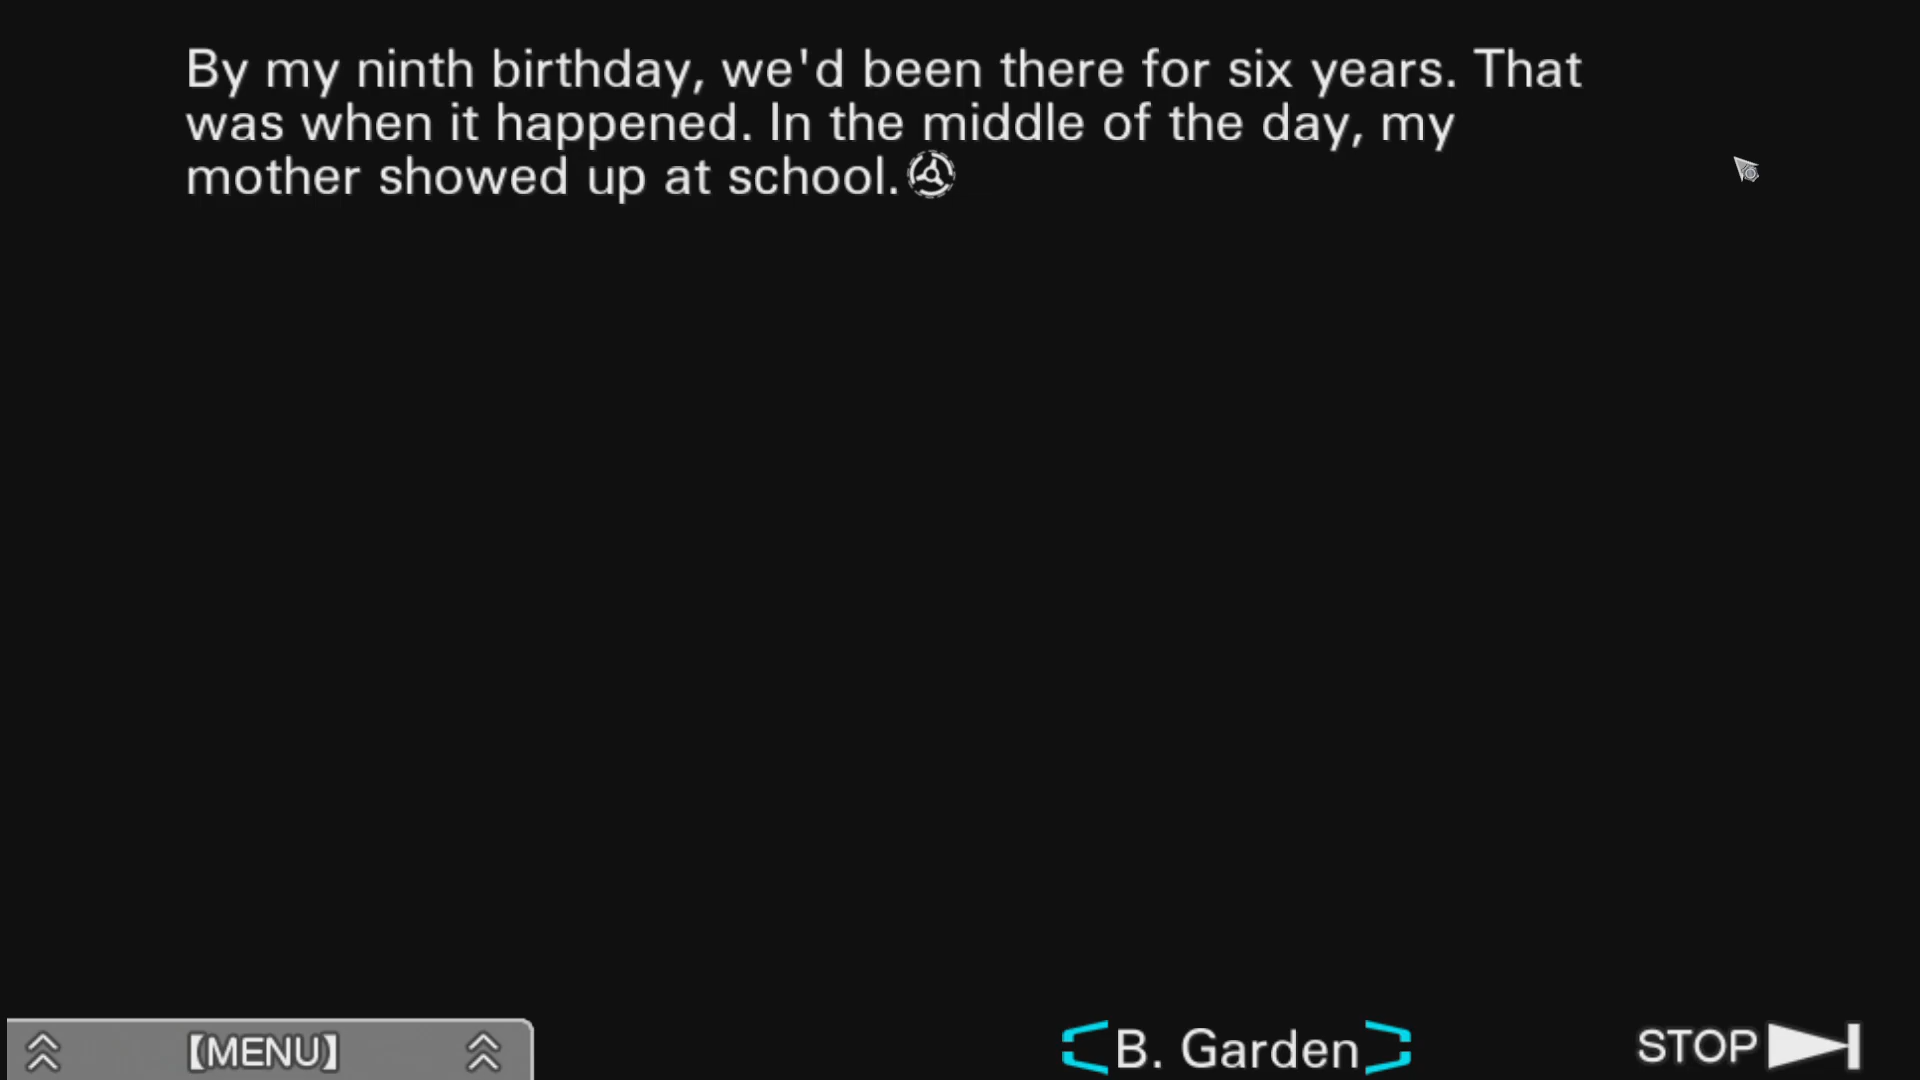 By my ninth birthday, we'd been there for six years. That
was when it happened. In the middle of the day, my
mother showed up at school.
【MENU】
B. Garden
STOP